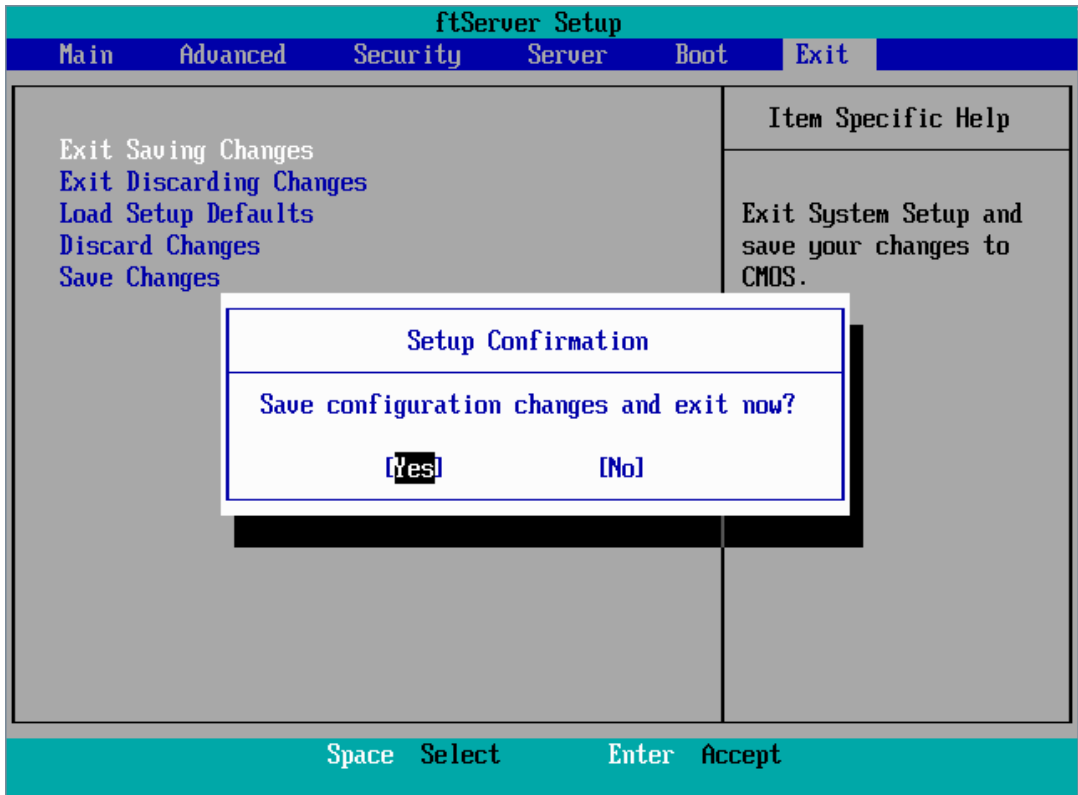 ftServer Setup
Main Advanced Security Server Boot Exit
Item Specific Help
Exit Saving Changes
Exit Discarding Changes
Load Setup Defaults
Discard Changes
Save Changes
Exit System Setup and
save your changes to
CMOS.
Setup Confirmation
Save configuration changes and exit now?
[Yes] [No]
Space Select Enter Accept